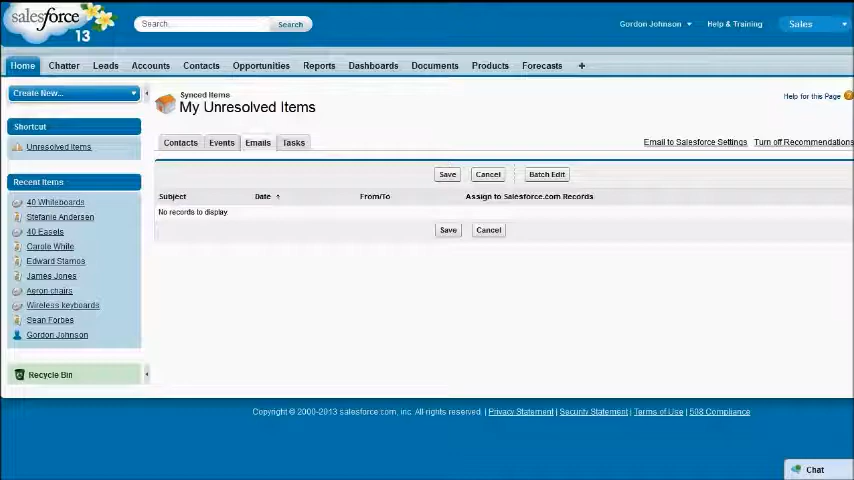 salesforce
13
Search...
Search
Gordon Johnson
Help & Training
Sales
Home Chatter Leads Accounts Contacts Opportunities Reports Dashboards Documents Products Forecasts +
Create New...
Shortcut
Unresolved Items
Recent Items
40 Whiteboards
Stefanie Andersen
40 Easels
Carole White
Edward Stamos
James Jones
Aeron chairs
Wireless keyboards
Sean Forbes
Gordon Johnson
Recycle Bin
Synced Items
My Unresolved Items
Help for this Page ?
Contacts Events Emails Tasks
Email to Salesforce Settings Turn off Recommendations
Save Cancel Batch Edit
Subject Date From/To Assign to Salesforce.com Records
No records to display.
Save Cancel
Copyright © 2000-2013 salesforce.com, inc. All rights reserved. | Privacy Statement | Security Statement | Terms of Use | 508 Compliance
Chat